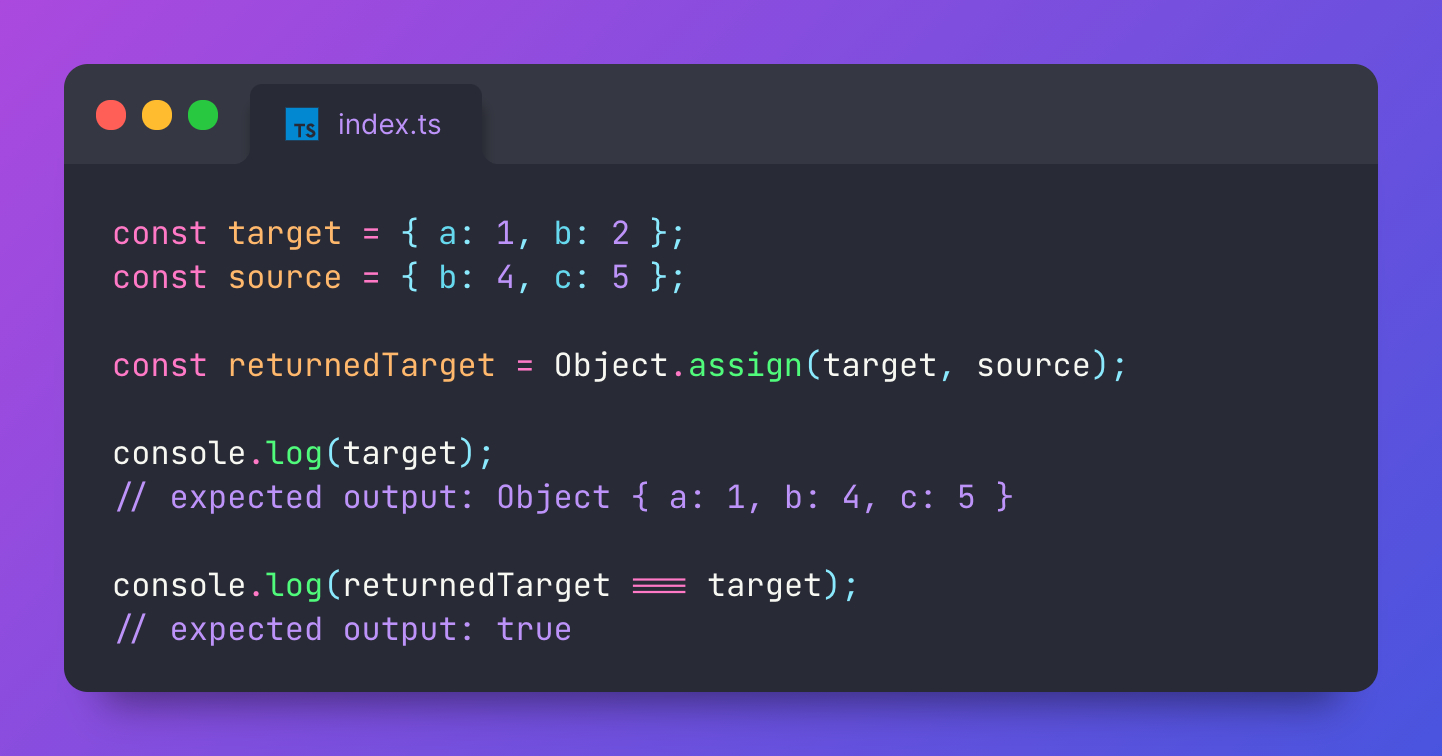 TS index.ts
const target = { a: 1, b: 2 };
const source = { b: 4, c: 5 };
const returnedTarget = Object.assign(target, source);
console.log(target);
// expected output: Object { a: 1, b: 4, c: 5 }
console.log(returnedTarget === target);
// expected output: true